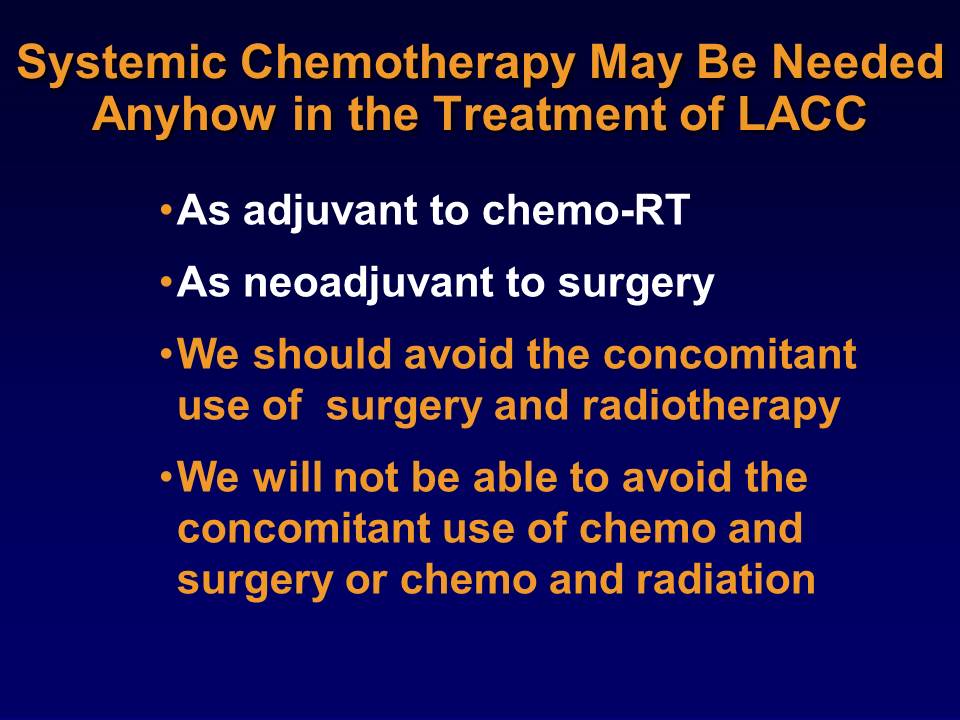 Systemic Chemotherapy May Be Needed
Anyhow in the Treatment of LACC
•As adjuvant to chemo-RT
•As neoadjuvant to surgery
•We should avoid the concomitant
use of  surgery and radiotherapy
•We will not be able to avoid the
concomitant use of chemo and
surgery or chemo and radiation